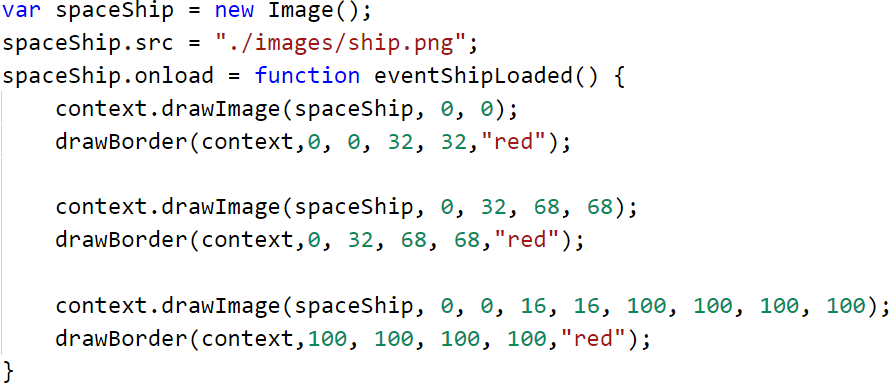 var spaceShip = new Image();
spaceShip.src = "./images/ship.png";
spaceShip.onload = function eventShipLoaded() {
    context.drawImage(spaceShip, 0, 0);
    drawBorder(context,0, 0, 32, 32,"red");

    context.drawImage(spaceShip, 0, 32, 68, 68);
    drawBorder(context,0, 32, 68, 68,"red");

    context.drawImage(spaceShip, 0, 0, 16, 16, 100, 100, 100, 100);
    drawBorder(context,100, 100, 100, 100,"red");
}